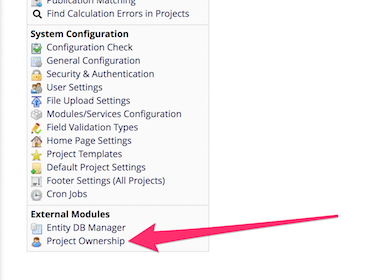 Publication Matching
Find Calculation Errors in Projects
System Configuration
Configuration Check
General Configuration
Security & Authentication
User Settings
File Upload Settings
Modules/Services Configuration
Field Validation Types
Home Page Settings
Project Templates
Default Project Settings
Footer Settings (All Projects)
Cron Jobs
External Modules
Entity DB Manager
Project Ownership